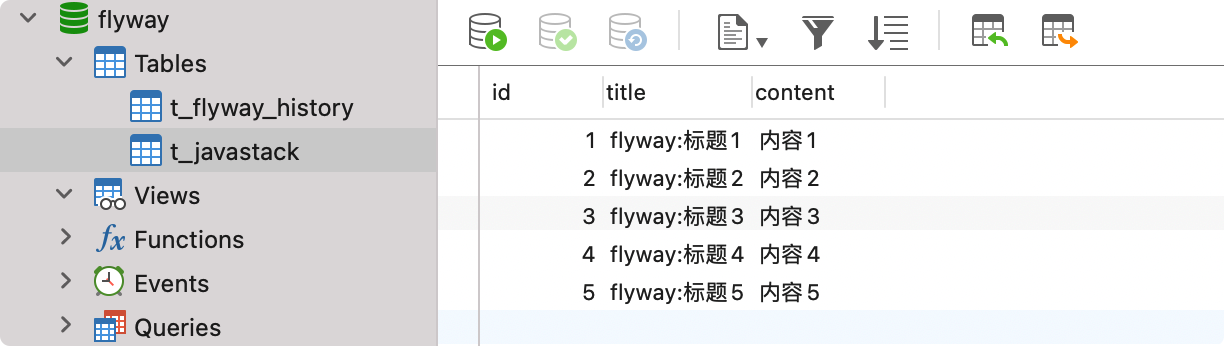 flyway
Tables
t_flyway_history
t_javastack
Views
fx Functions
Events
Queries
id title content
1 flyway:标题1 内容1
2 flyway:标题2 内容2
3 flyway:标题3 内容3
4 flyway:标题4 内容4
5 flyway:标题5 内容5